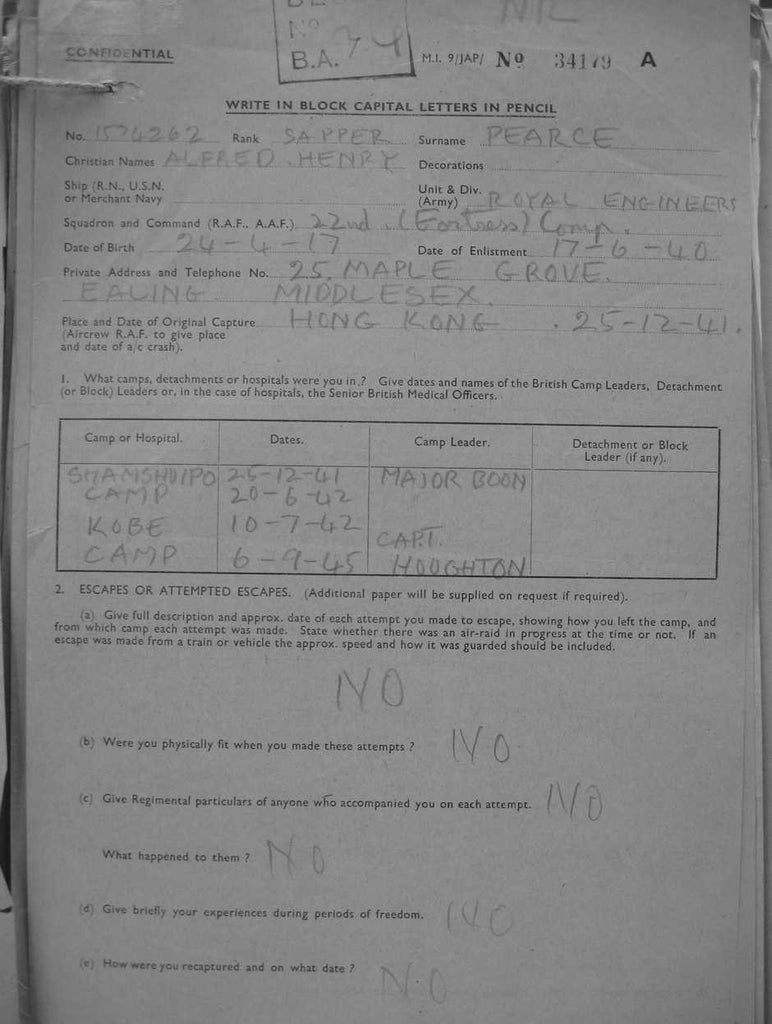 CONFIDENTIAL
No
B.A. 74
M.I. 9/JAP/ No 34179 A
WRITE IN BLOCK CAPITAL LETTERS IN PENCIL
No. 1574262 Rank SAPPER Surname PEARCE
Christian Names ALFRED HENRY Decorations
Ship (R.N., U.S.N. or Merchant Navy
Unit & Div. (Army) ROYAL ENGINEERS
Squadron and Command (R.A.F., A.A.F.) 22nd. (Fortress) Comp.
Date of Birth 24-4-17 Date of Enlistment 17-6-40
Private Address and Telephone No. 25, MAPLE GROVE.
EALING MIDDLESEX.
Place and Date of Original Capture HONG KONG . 25-12-41.
(Aircrew R.A.F. to give place
and date of a/c crash).
1. What camps, detachments or hospitals were you in? Give dates and names of the British Camp Leaders, Detachment
(or Block) Leaders or, in the case of hospitals, the Senior British Medical Officers.
Camp or Hospital. Dates. Camp Leader. Detachment or Block
Leader (if any).
SHAMSHUIPO 25-12-41 MAJOR BOON
CAMP 20-6-42
KOBE 10-7-42 CAPT.
CAMP 6-9-45 HOUGHTON
2. ESCAPES OR ATTEMPTED ESCAPES. (Additional paper will be supplied on request if required).
(a) Give full description and approx. date of each attempt you made to escape, showing how you left the camp, and
from which camp each attempt was made. State whether there was an air-raid in progress at the time or not. If an
escape was made from a train or vehicle the approx. speed and how it was guarded should be included.
NO
(b) Were you physically fit when you made these attempts? NO
(c) Give Regimental particulars of anyone who accompanied you on each attempt. NO
What happened to them? NO
(d) Give briefly your experiences during periods of freedom. NO
(e) How were you recaptured and on what date? NO